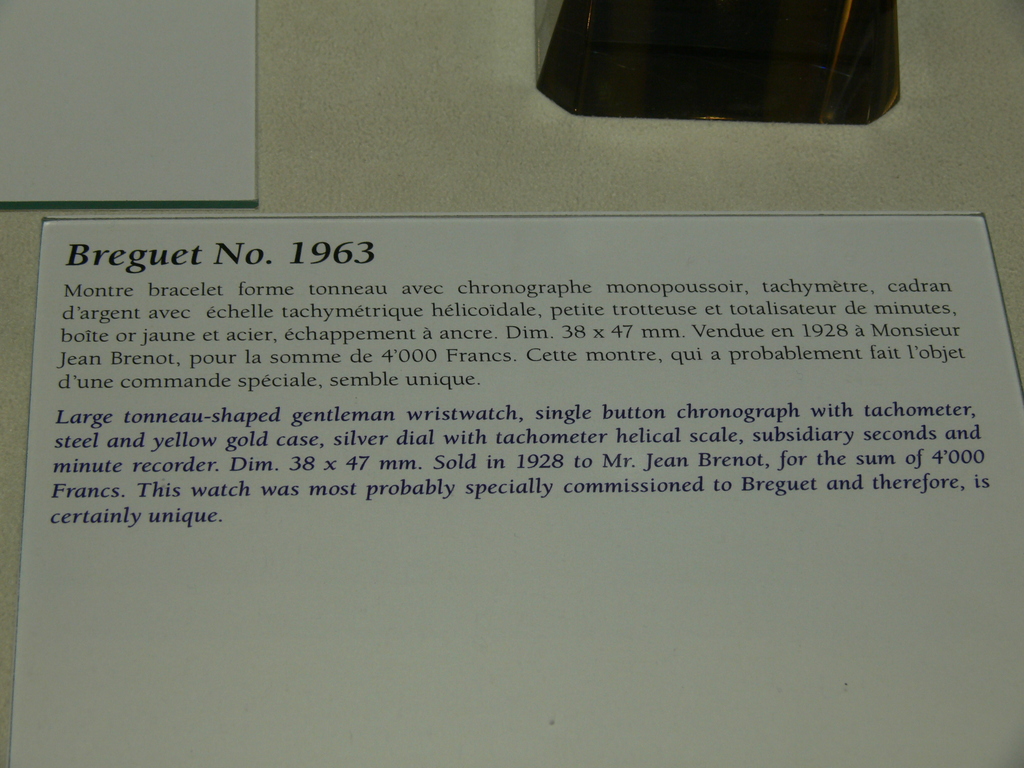 Breguet No. 1963
Montre bracelet forme tonneau avec chronographe monopoussoir, tachymètre, cadran
d'argent avec échelle tachymétrique hélicoïdale, petite trotteuse et totalisateur de minutes,
boîte or jaune et acier, échappement à ancre. Dim. 38 x 47 mm. Vendue en 1928 à Monsieur
Jean Brenot, pour la somme de 4'000 Francs. Cette montre, qui a probablement fait l'objet
d'une commande spéciale, semble unique.
Large tonneau-shaped gentleman wristwatch, single button chronograph with tachometer,
steel and yellow gold case, silver dial with tachometer helical scale, subsidiary seconds and
minute recorder. Dim. 38 x 47 mm. Sold in 1928 to Mr. Jean Brenot, for the sum of 4'000
Francs. This watch was most probably specially commissioned to Breguet and therefore, is
certainly unique.